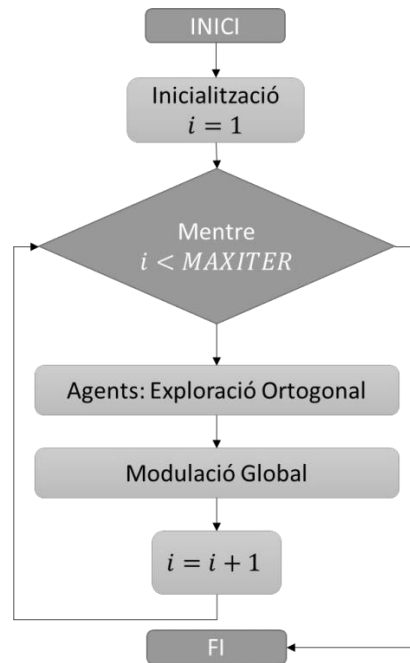 INICI
Inicialització
i = 1
Mentre
i < MAXITER
Agents: Exploració Ortogonal
Modulació Global
i = i + 1
FI